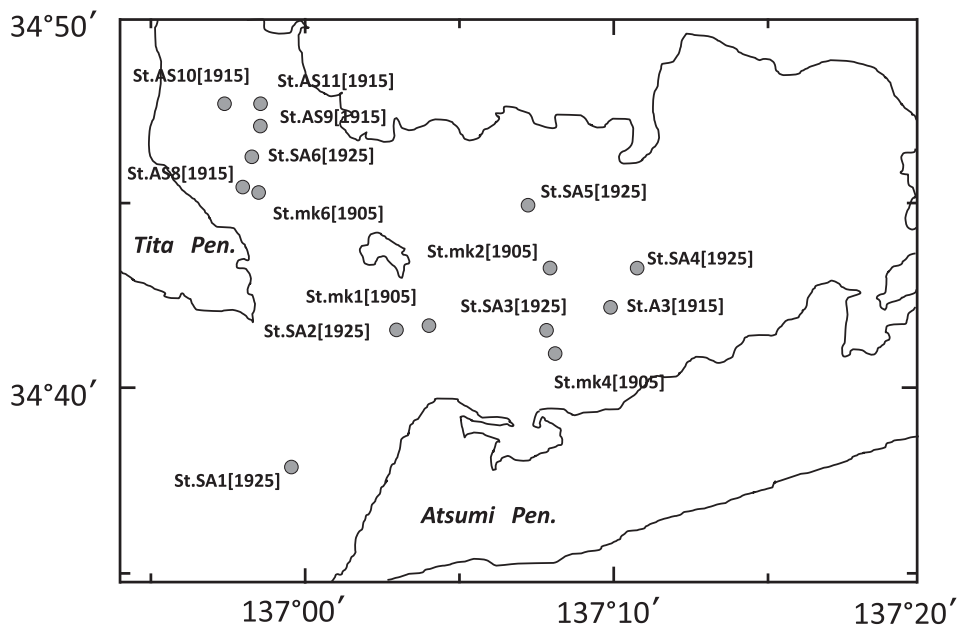 34°50′
St.AS10[1915]
St.AS11[1915]
St.AS9[1915]
St.SA6[1925]
St.AS8[1915]
St.mk6[1905]
St.SA5[1925]
Tita Pen.
St.mk2[1905]
St.SA4[1925]
St.mk1[1905]
St.SA3[1925]
St.A3[1915]
St.SA2[1925]
St.mk4[1905]
34°40′
St.SA1[1925]
Atsumi Pen.
137°00′
137°10′
137°20′